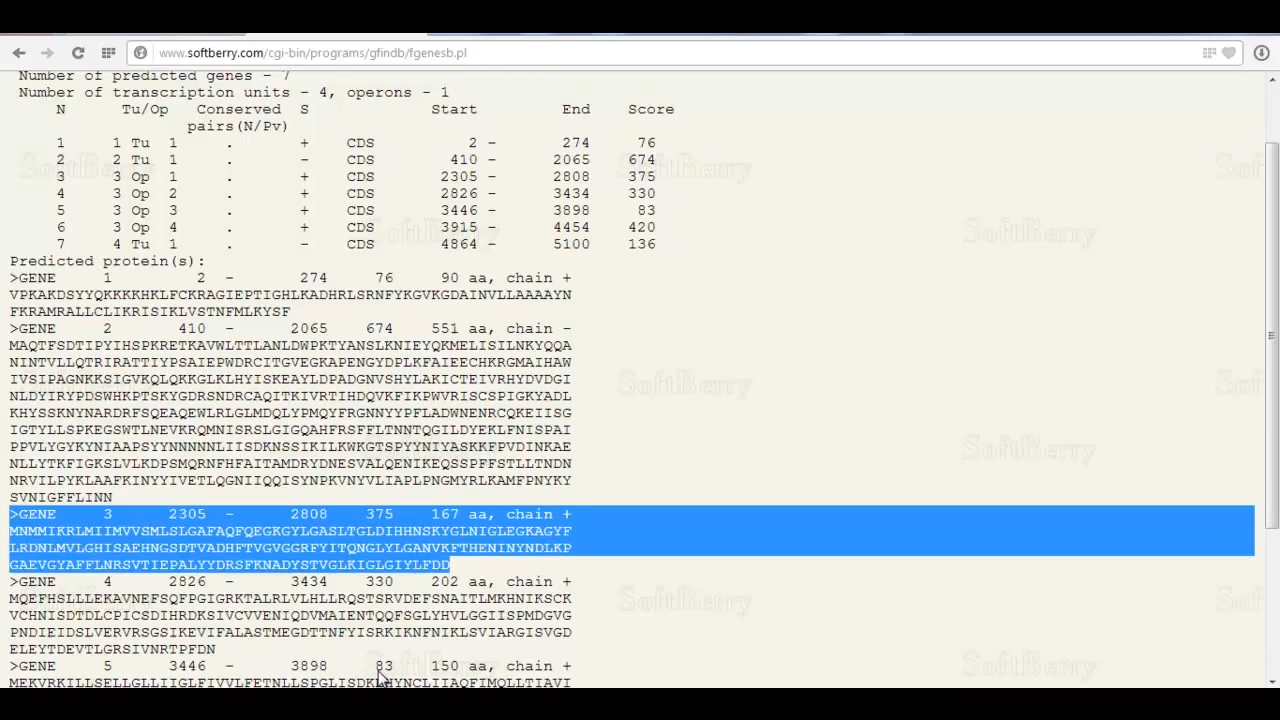 www.softberry.com/cgi-bin/programs/gfindb/fgenesb.pl
Number of predicted genes - 7
Number of transcription units - 4, operons - 1
N Tu/Op Conserved S Start End Score
pairs(N/Pv)
1 1 Tu 1 . + CDS 2 - 274 76
2 2 Tu 1 . - CDS 410 - 2065 674
3 3 Op 1 . + CDS 2305 - 2808 375
4 3 Op 2 . + CDS 2826 - 3434 330
5 3 Op 3 . + CDS 3446 - 3898 83
6 3 Op 4 . + CDS 3915 - 4454 420
7 4 Tu 1 . - CDS 4864 - 5100 136
Predicted protein(s):
>GENE 1 2 - 274 76 90 aa, chain +
VPKAKDSYYQKKKKHKLFCKRAGIEPTIGHLKADHRLSRNFYKGVKGDAINVLLAAAAYN
FKRAMRALLCLIKRISIKLVSTNFMLKYSF
>GENE 2 410 - 2065 674 551 aa, chain -
MAQTFSDTIPYIHSPKRETKAVWLTTLANLDWPKTYANSLKNIEYQKMELISILNKYQQA
NINTVLLQTRIRATTIYPSAIEPWDRCITGVEGKAPENGYDPLKFAIEECHKRGMAIHAW
IVSIPAGNKKSIGVKQLQKKGLKLHYISKEAYLDPADGNVSHYLAKICTEIVRHYDVDGI
NLDYIRYPDSWHKPTSKYGDRSNDRCAQITKIVRTIHDQVKFIKPWVRISCSPIGKYADL
KHYSSKNYNARDRFSQEAQEWLRLGLMDQLYPMQYFRGNNYYPFLADWNENRCQKEIISG
IGTYLLSPKEGSWTLNEVKRQMNISRSLGIGQAHFRSFFLTNNTQGILDYEKLFNISPAI
PPVLYGYKYNIAAPSYYNNNNNLIISDKNSSIKILKWKGTSPYYNIYASKKFPVDINKAE
NLLYTKFIGKSLVLKDPSMQRNFHFAITAMDRYDNESVALQENIKEQSSPFFSTLLTNDN
NRVILPYKLAAFKINYYIVETLQGNIIQQISYNPKVNYVLIAPLPNGMYRLKAMFPNYKY
SVNIGFFLINN
>GENE 3 2305 - 2808 375 167 aa, chain +
MNMMIKRLMIIMVVSMLSLGAFAQFQEGKGYLGASLTGLDIHHNSKYGLNIGLEGKAGYF
LRDNLMVLGHISAEHNGSDTVADHFTVGVGGRFYITQNGLYLGANVKFTHENINYNDLKP
GAEVGYAFFLNRSVTIEPALYYDRSFKNADYSTVGLKIGLGIYLFDD
>GENE 4 2826 - 3434 330 202 aa, chain +
MQEFHSLLLEKAVNEFSQFPGIGRKTALRLVLHLLRQSTSRVDEFSNAITLMKHNIKSCK
VCHNISDTDLCPICSDIHRDKSIVCVVENIQDVMAIENTQQFSGLYHVLGGIISPMDGVG
PNDIEIDSLVERVRSGSIKEVIFALASTMEGDTTNFYISRKIKNFNIKLSVIARGISVGD
ELEYTDEVTLGRSIVNRTPFDN
>GENE 5 3446 - 3898 83 150 aa, chain +